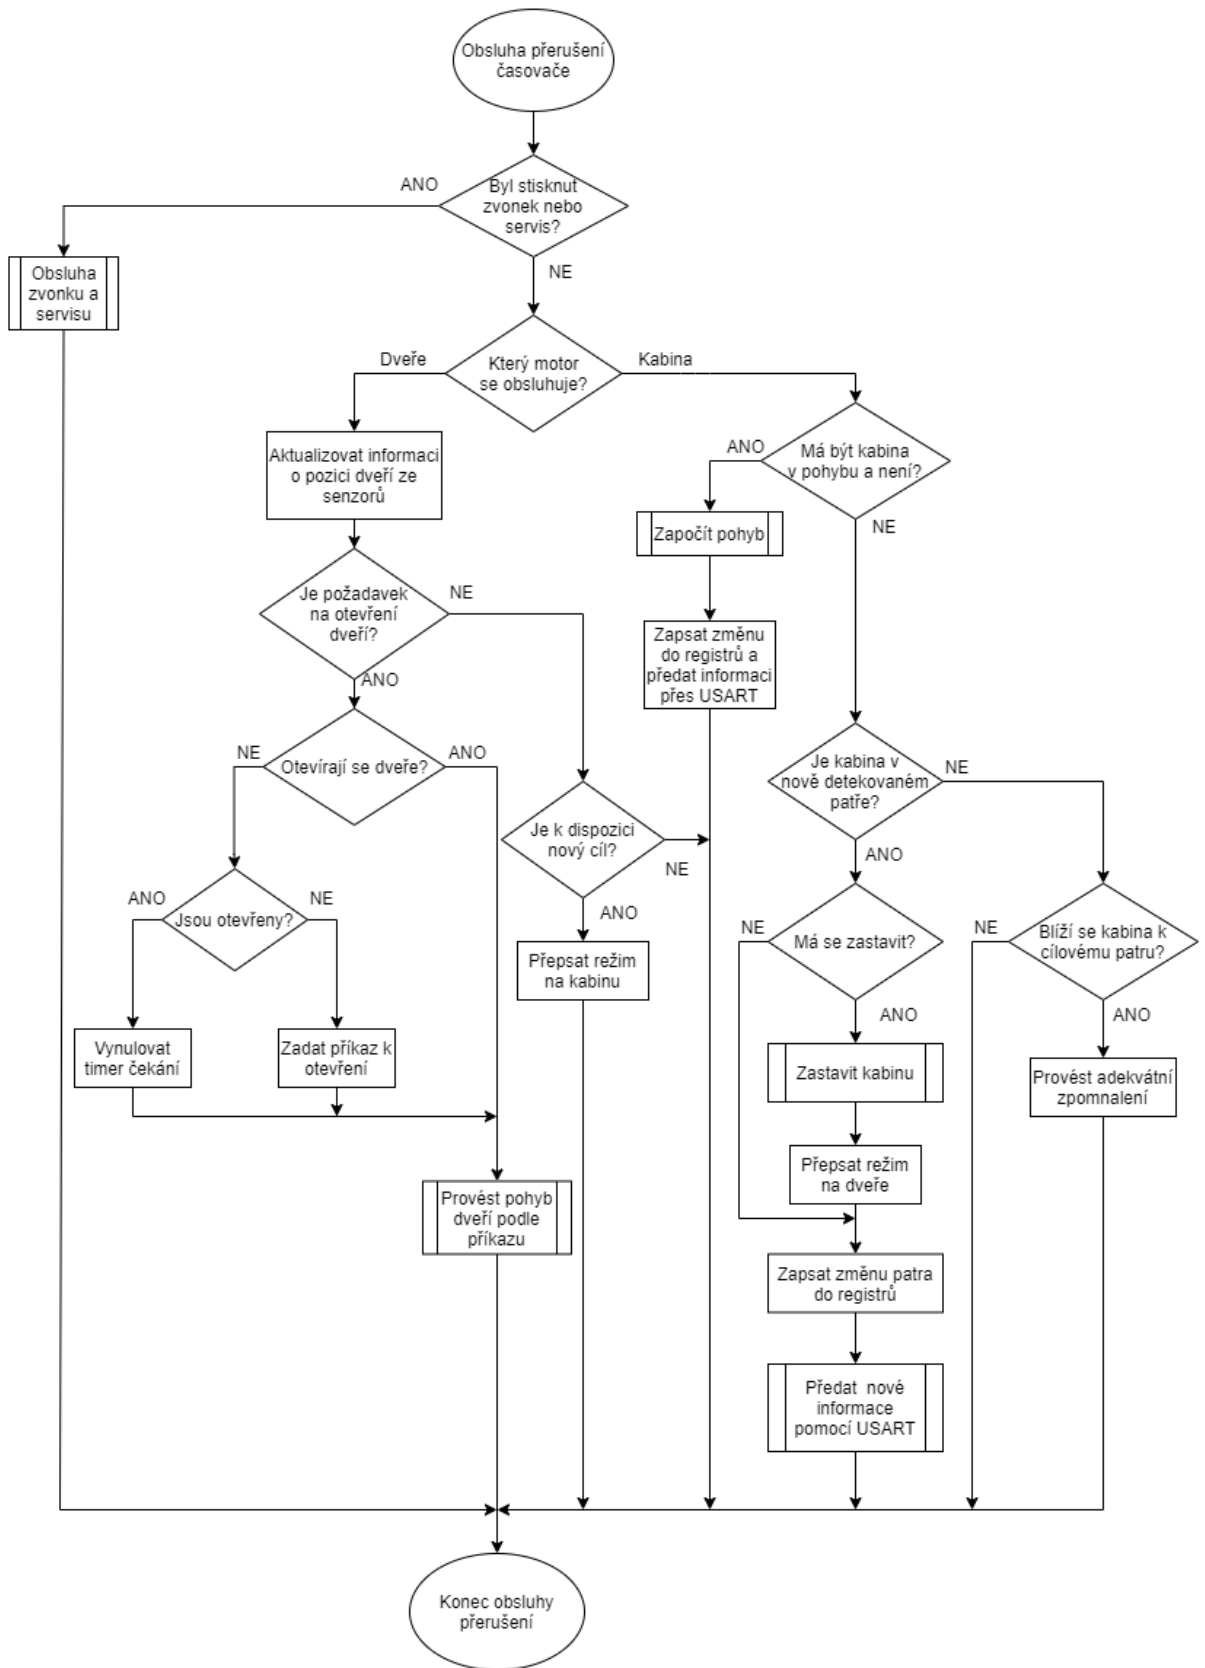 Obsluha přerušení
časovače
Byl stisknut
zvonek nebo
servis?
ANO
NE
Obsluha
zvonku a
servisu
Který motor
se obsluhuje?
Dveře
Kabina
Aktualizovat informaci
o pozici dveří ze
senzorů
Má být kabina
v pohybu a není?
ANO
NE
Započít pohyb
Je požadavek
na otevření
dveří?
NE
ANO
Zapsat změnu
do registrů a
předat informaci
přes USART
Otevírají se dveře?
NE
ANO
Je kabina v
nově detekovaném
patře?
NE
ANO
Je k dispozici
nový cíl?
NE
ANO
Jsou otevřeny?
ANO
NE
Má se zastavit?
NE
ANO
Blíží se kabina k
cílovému patru?
NE
ANO
Přepsat režim
na kabinu
Vynulovat
timer čekání
Zadat příkaz k
otevření
Zastavit kabinu
Provést adekvátní
zpomnalení
Přepsat režim
na dveře
Provést pohyb
dveří podle
příkazu
Zapsat změnu patra
do registrů
Předat nové
informace
pomocí USART
Konec obsluhy
přerušení